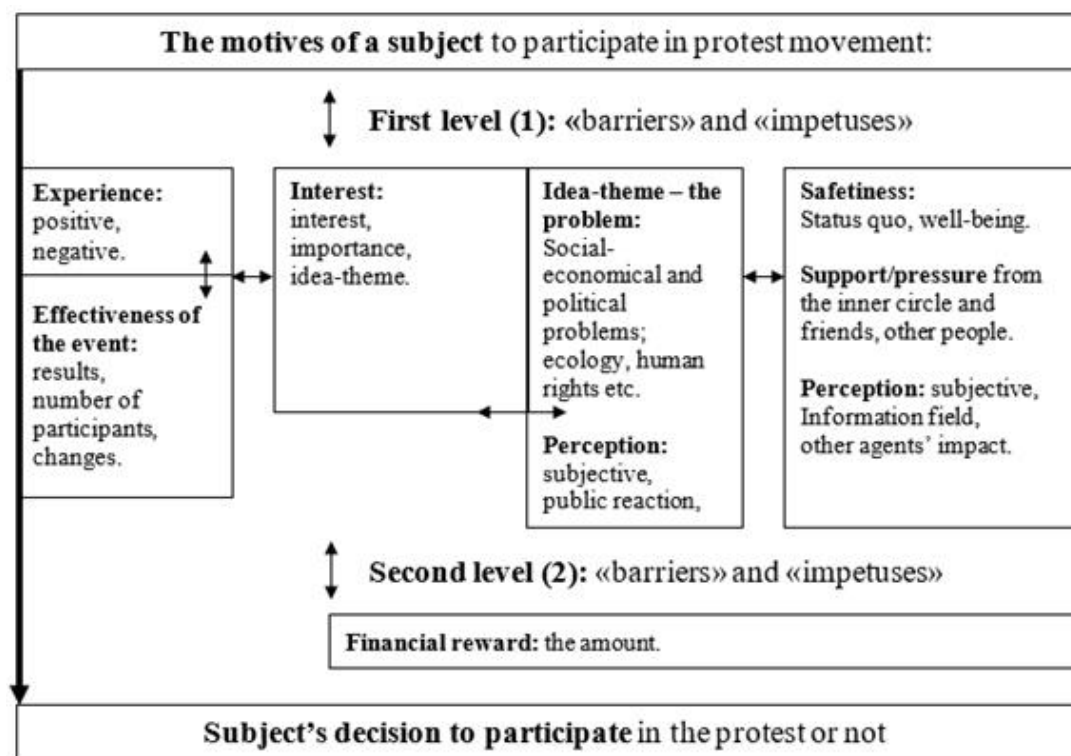 The motives of a subject to participate in protest movement:
First level (1): «barriers» and «impetuses»
Experience:
positive,
negative.
Effectiveness of
the event:
results,
number of
participants,
changes.
Interest:
interest,
importance,
idea-theme.
Idea-theme – the
problem:
Social-
economical and
political
problems;
ecology, human
rights etc.
Perception:
subjective,
public reaction,
Safetiness:
Status quo, well-being.
Support/pressure from
the inner circle and
friends, other people.
Perception: subjective,
Information field,
other agents’ impact.
Second level (2): «barriers» and «impetuses»
Financial reward: the amount.
Subject’s decision to participate in the protest or not